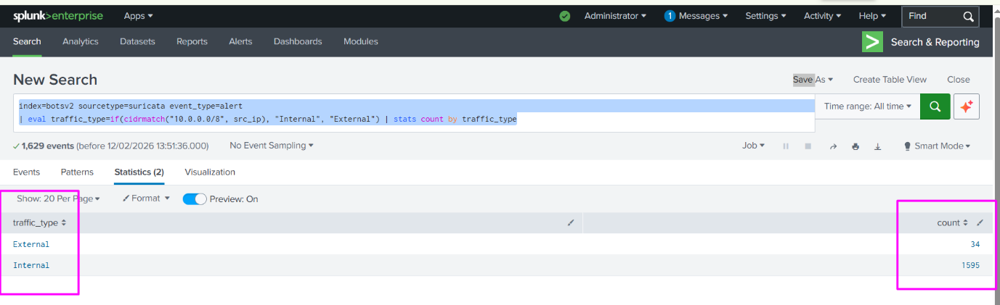 splunk>enterprise Apps Administrator 1 Messages Settings Activity Help Find
Search Analytics Datasets Reports Alerts Dashboards Modules Search & Reporting
New Search Save As Create Table View Close
index=botsv2 sourcetype=suricata event_type=alert
| eval traffic_type=if(cidrmatch("10.0.0.0/8", src_ip), "Internal", "External") | stats count by traffic_type
Time range: All time
1,629 events (before 12/02/2026 13:51:36.000) No Event Sampling Job Smart Mode
Events Patterns Statistics (2) Visualization
Show: 20 Per Page Format Preview: On
traffic_type count
External 34
Internal 1595